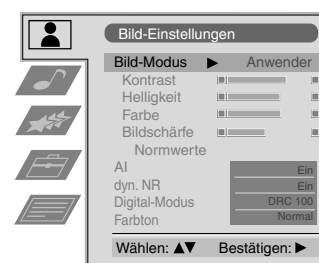 Bild-Einstellungen
Bild-Modus ▶ Anwender
Kontrast
Helligkeit
Farbe
Bildschärfe
Normwerte
AI Ein
dyn. NR Ein
Digital-Modus DRC 100
Farbton Normal
Wählen: ▲▼ Bestätigen: ▶